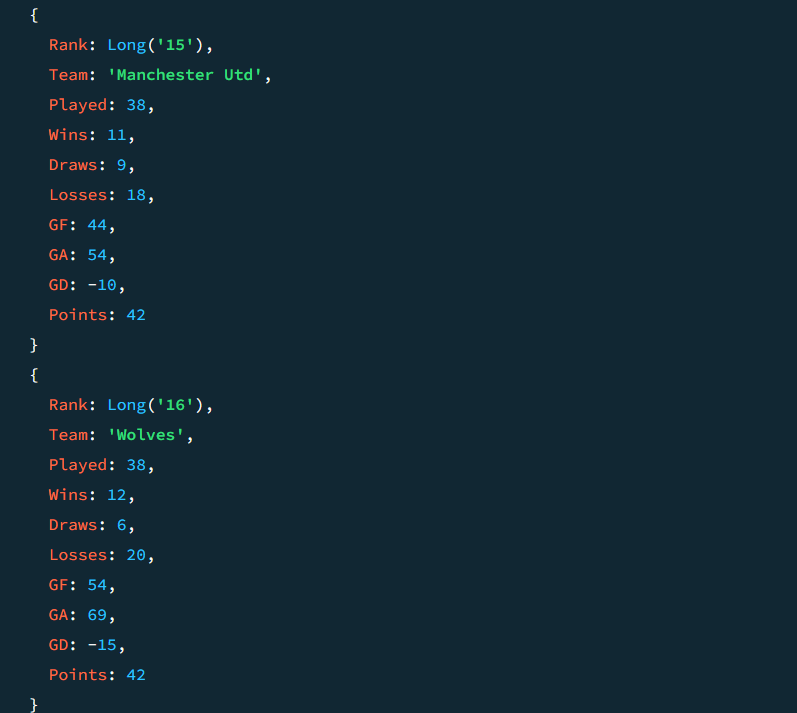 {
Rank: Long('15'),
Team: 'Manchester Utd',
Played: 38,
Wins: 11,
Draws: 9,
Losses: 18,
GF: 44,
GA: 54,
GD: -10,
Points: 42
}
{
Rank: Long('16'),
Team: 'Wolves',
Played: 38,
Wins: 12,
Draws: 6,
Losses: 20,
GF: 54,
GA: 69,
GD: -15,
Points: 42
}